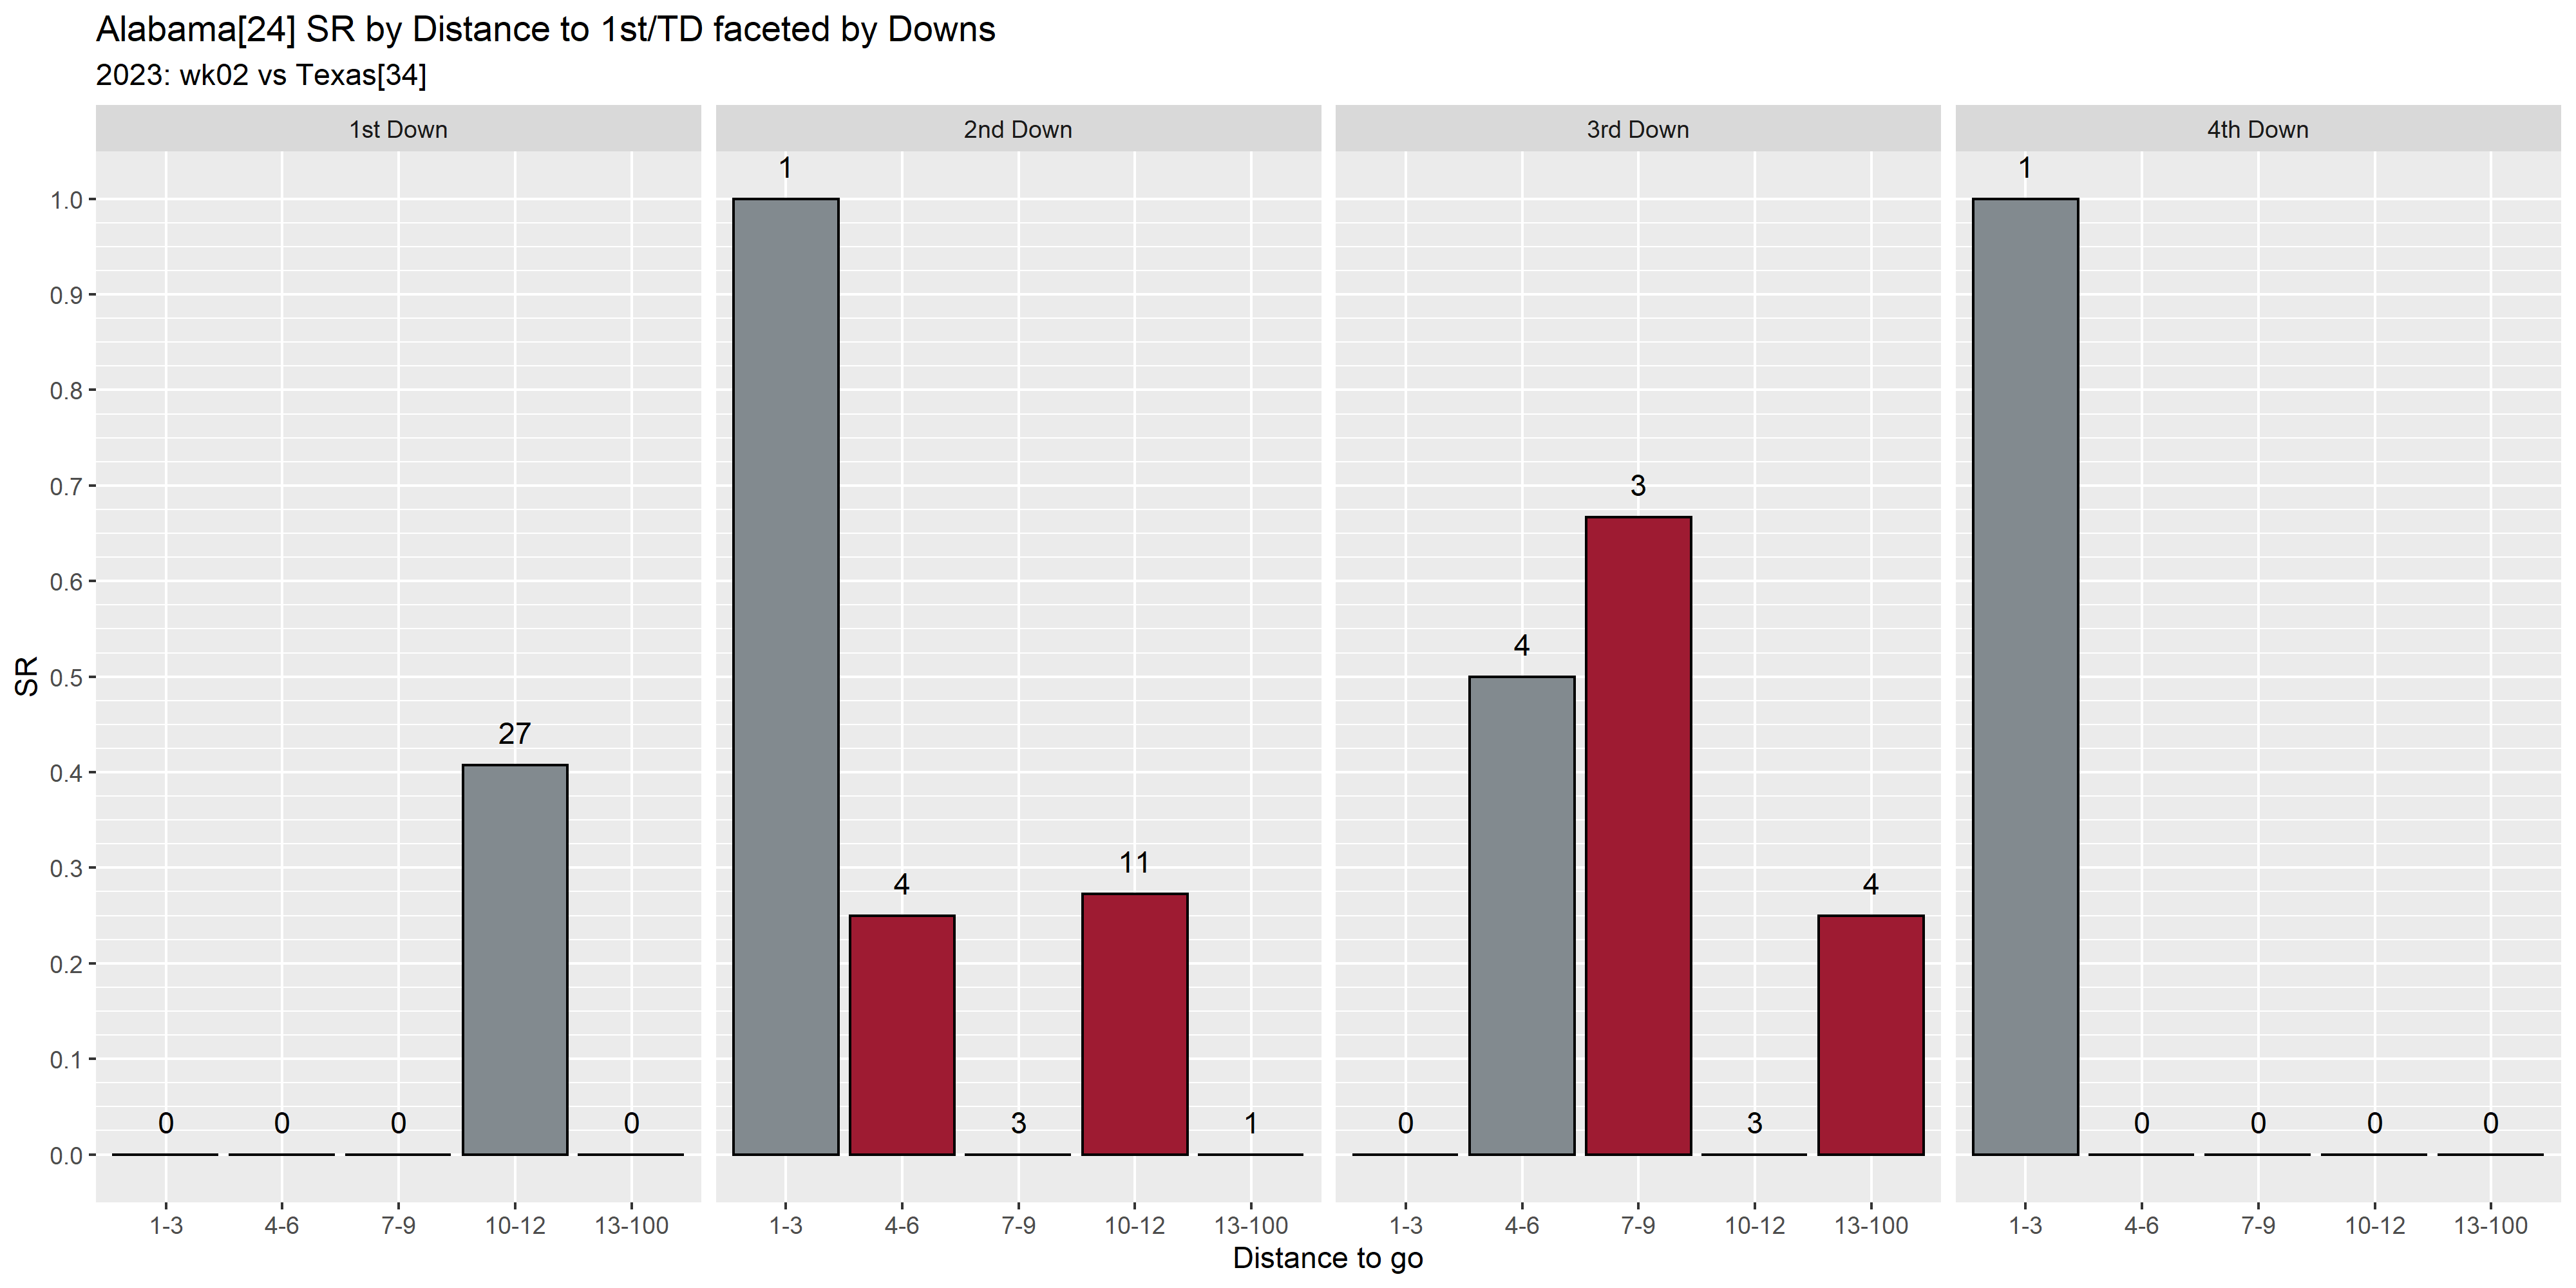 Alabama[24] SR by Distance to 1st/TD faceted by Downs
2023: wk02 vs Texas[34]
1st Down 2nd Down 3rd Down 4th Down
SR
1.0
0.9
0.8
0.7
0.6
0.5
0.4
0.3
0.2
0.1
0.0
0 0 0 27 0
1 4 3 11 1
0 4 3 3 4
1 0 0 0 0
1-3 4-6 7-9 10-12 13-100 1-3 4-6 7-9 10-12 13-100 1-3 4-6 7-9 10-12 13-100 1-3 4-6 7-9 10-12 13-100
Distance to go